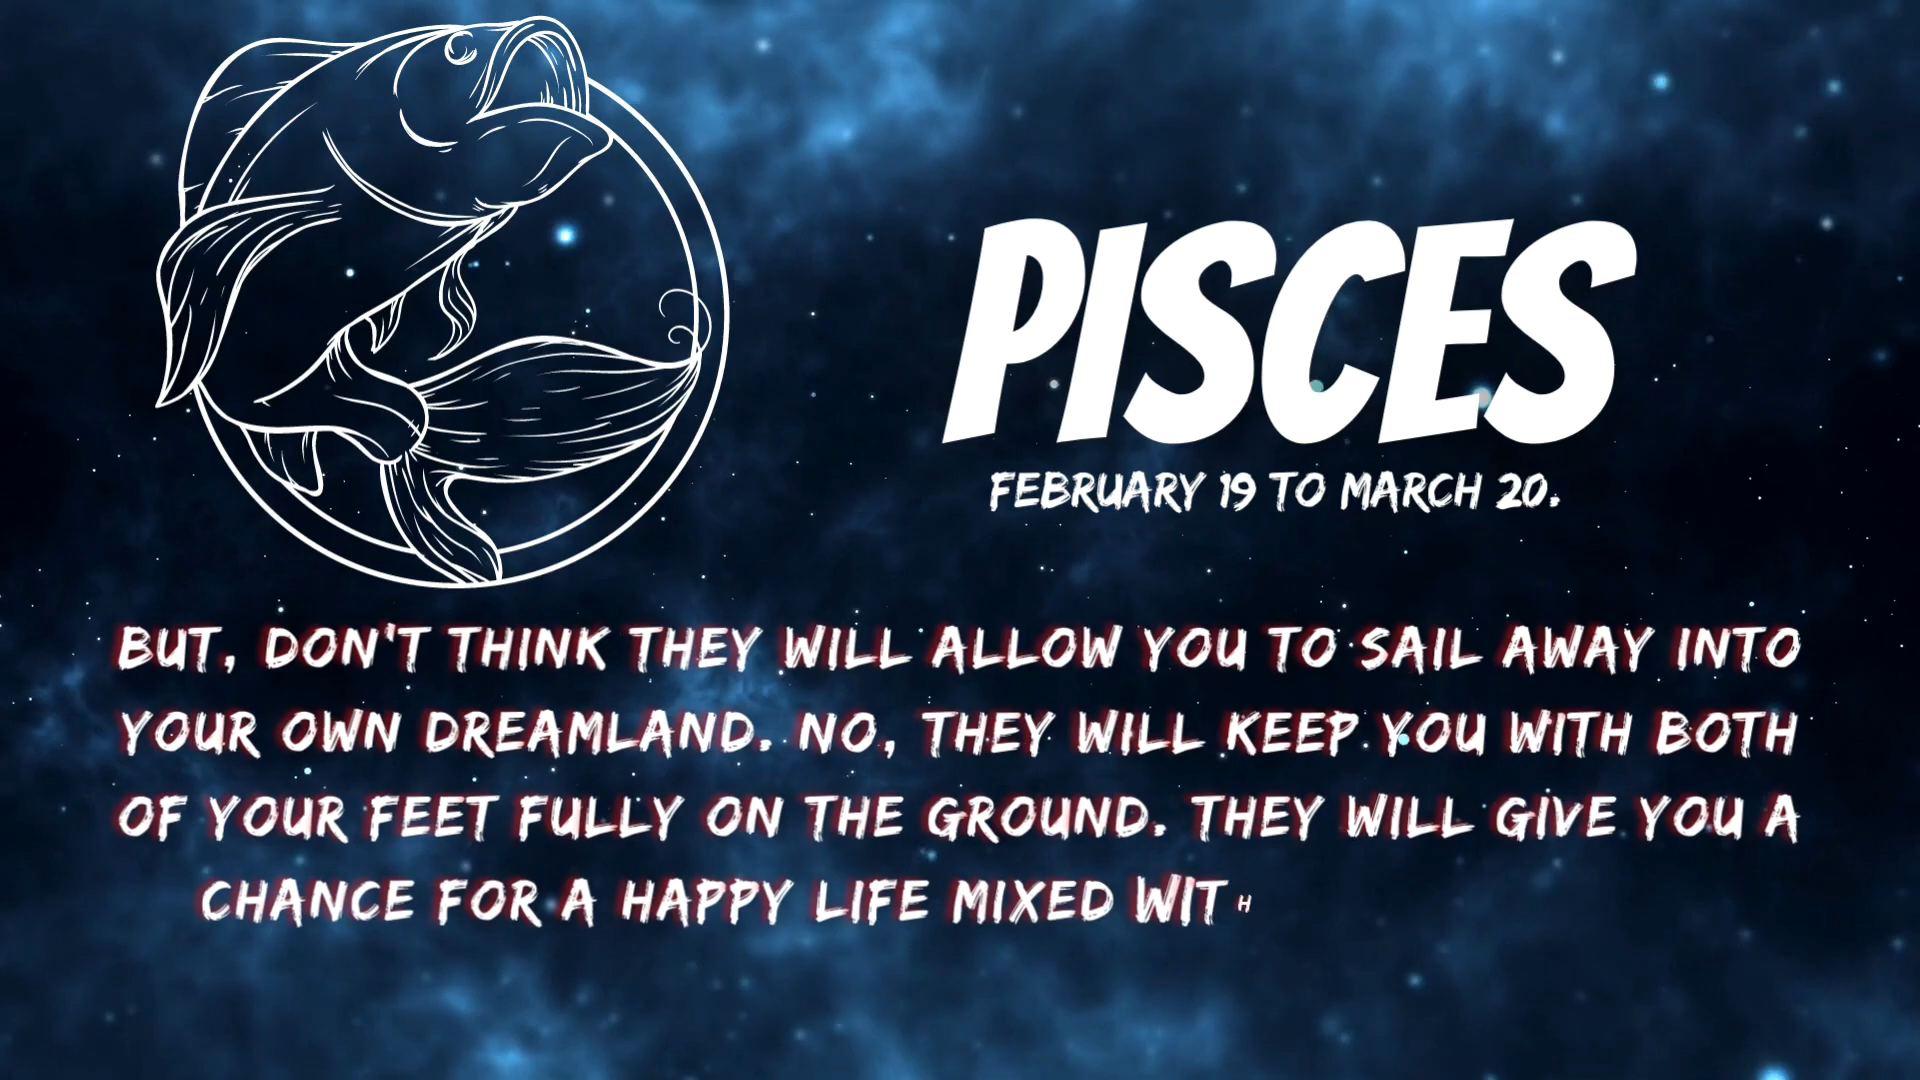 PISCES
FEBRUARY 19 TO MARCH 20.
BUT, DON'T THINK THEY WILL ALLOW YOU TO SAIL AWAY INTO
YOUR OWN DREAMLAND. NO, THEY WILL KEEP YOU WITH BOTH
OF YOUR FEET FULLY ON THE GROUND. THEY WILL GIVE YOU A
CHANCE FOR A HAPPY LIFE MIXED WITH